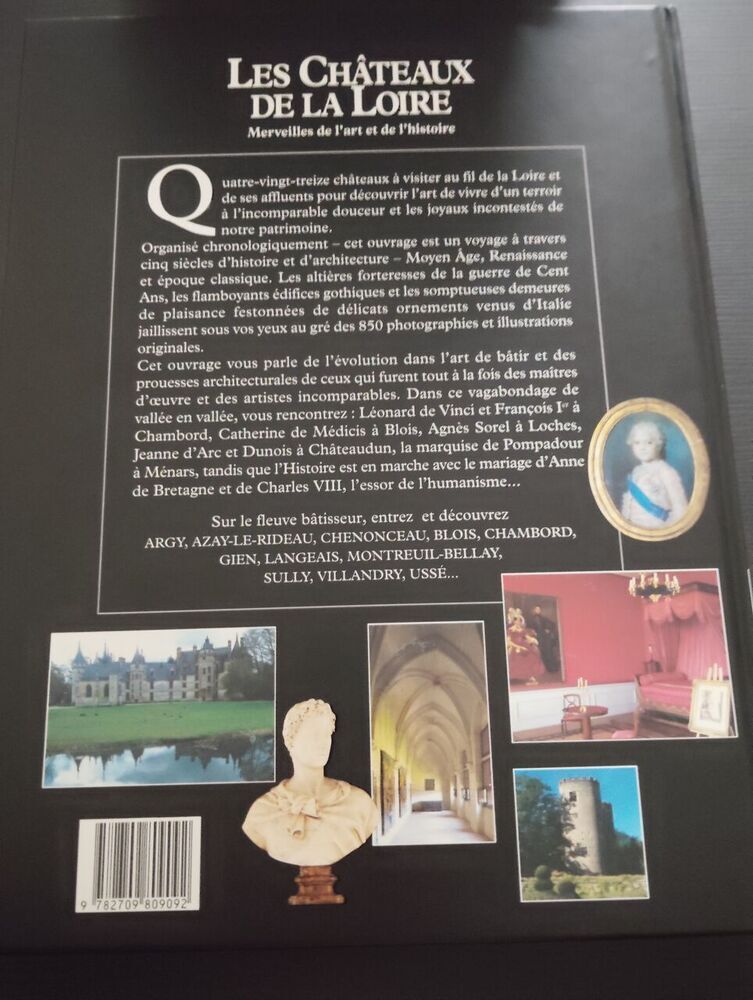 LES CHÂTEAUX
DE LA LOIRE
Merveilles de l'art et de l'histoire
Quatre-vingt-treize châteaux à visiter au fil de la Loire et
de ses affluents pour découvrir l'art de vivre d'un terroir
à l'incomparable douceur et les joyaux incontestés de
notre patrimoine.
Organisé chronologiquement – cet ouvrage est un voyage à travers
cinq siècles d'histoire et d'architecture – Moyen Âge, Renaissance
et époque classique. Les altières forteresses de la guerre de Cent
Ans, les flamboyants édifices gothiques et les somptueuses demeures
de plaisance festonnées de délicats ornements venus d'Italie
jaillissent sous vos yeux au gré des 850 photographies et illustrations
originales.
Cet ouvrage vous parle de l'évolution dans l'art de bâtir et des
prouesses architecturales de ceux qui furent tout à la fois des maîtres
d'œuvre et des artistes incomparables. Dans ce vagabondage de
vallée en vallée, vous rencontrez : Léonard de Vinci et François Ier à
Chambord, Catherine de Médicis à Blois, Agnès Sorel à Loches,
Jeanne d'Arc et Dunois à Châteaudun, la marquise de Pompadour
à Ménars, tandis que l'Histoire est en marche avec le mariage d'Anne
de Bretagne et de Charles VIII, l'essor de l'humanisme...
Sur le fleuve bâtisseur, entrez et découvrez
ARGY, AZAY-LE-RIDEAU, CHENONCEAU, BLOIS, CHAMBORD,
GIEN, LANGEAIS, MONTREUIL-BELLAY,
SULLY, VILLANDRY, USSÉ...
9 782709 809092